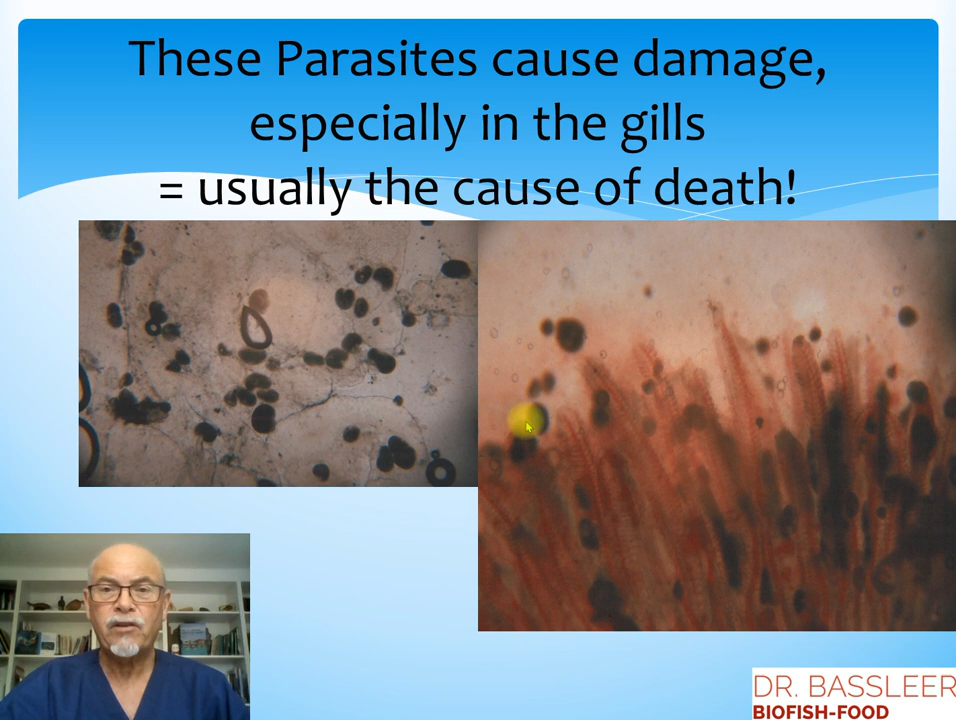 These Parasites cause damage,
especially in the gills
= usually the cause of death!
DR. BASSLEER
BIOFISH-FOOD